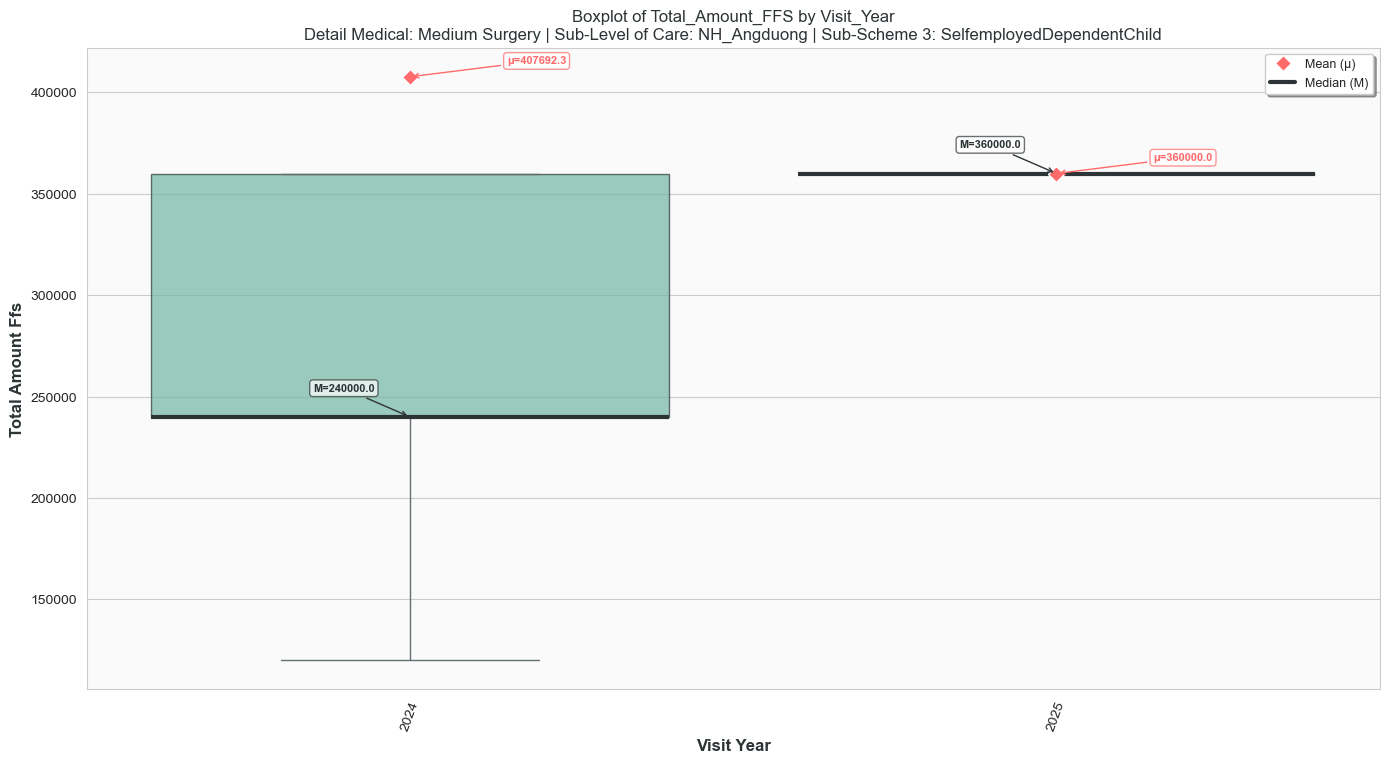 Boxplot of Total_Amount_FFS by Visit_Year
Detail Medical: Medium Surgery | Sub-Level of Care: NH_Angduong | Sub-Scheme 3: SelfemployedDependentChild
μ=407692.3
Mean (μ)
Median (M)
M=360000.0
μ=360000.0
M=240000.0
Total Amount Ffs
400000
350000
300000
250000
200000
150000
2024
2025
Visit Year